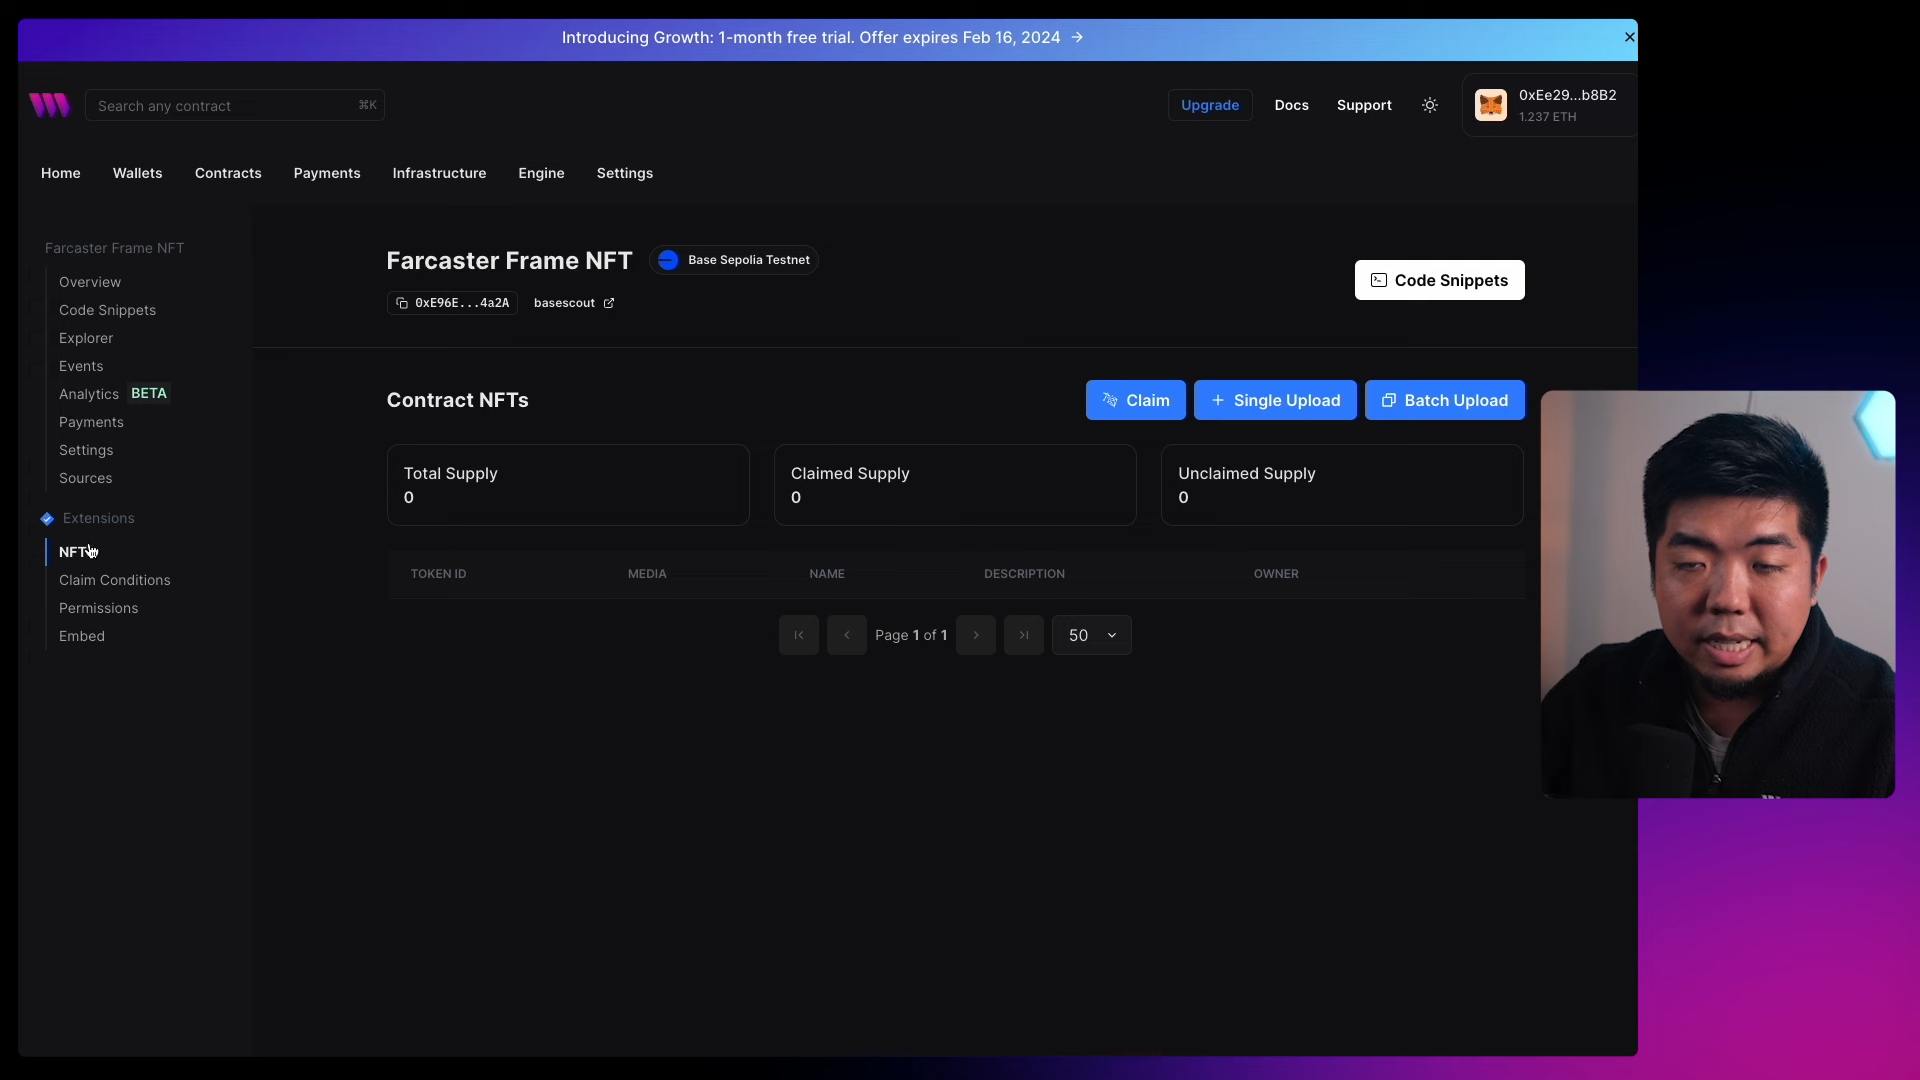 Introducing Growth: 1-month free trial. Offer expires Feb 16, 2024 →
Search any contract ⌘K
Upgrade Docs Support
0xEe29...b8B2
1.237 ETH
Home Wallets Contracts Payments Infrastructure Engine Settings
Farcaster Frame NFT
Overview
Code Snippets
Explorer
Events
Analytics BETA
Payments
Settings
Sources
Extensions
NFTs
Claim Conditions
Permissions
Embed
Farcaster Frame NFT Base Sepolia Testnet
0xE96E...4a2A basescout
Code Snippets
Contract NFTs
Claim + Single Upload Batch Upload
Total Supply
0
Claimed Supply
0
Unclaimed Supply
0
TOKEN ID MEDIA NAME DESCRIPTION OWNER
Page 1 of 1 50